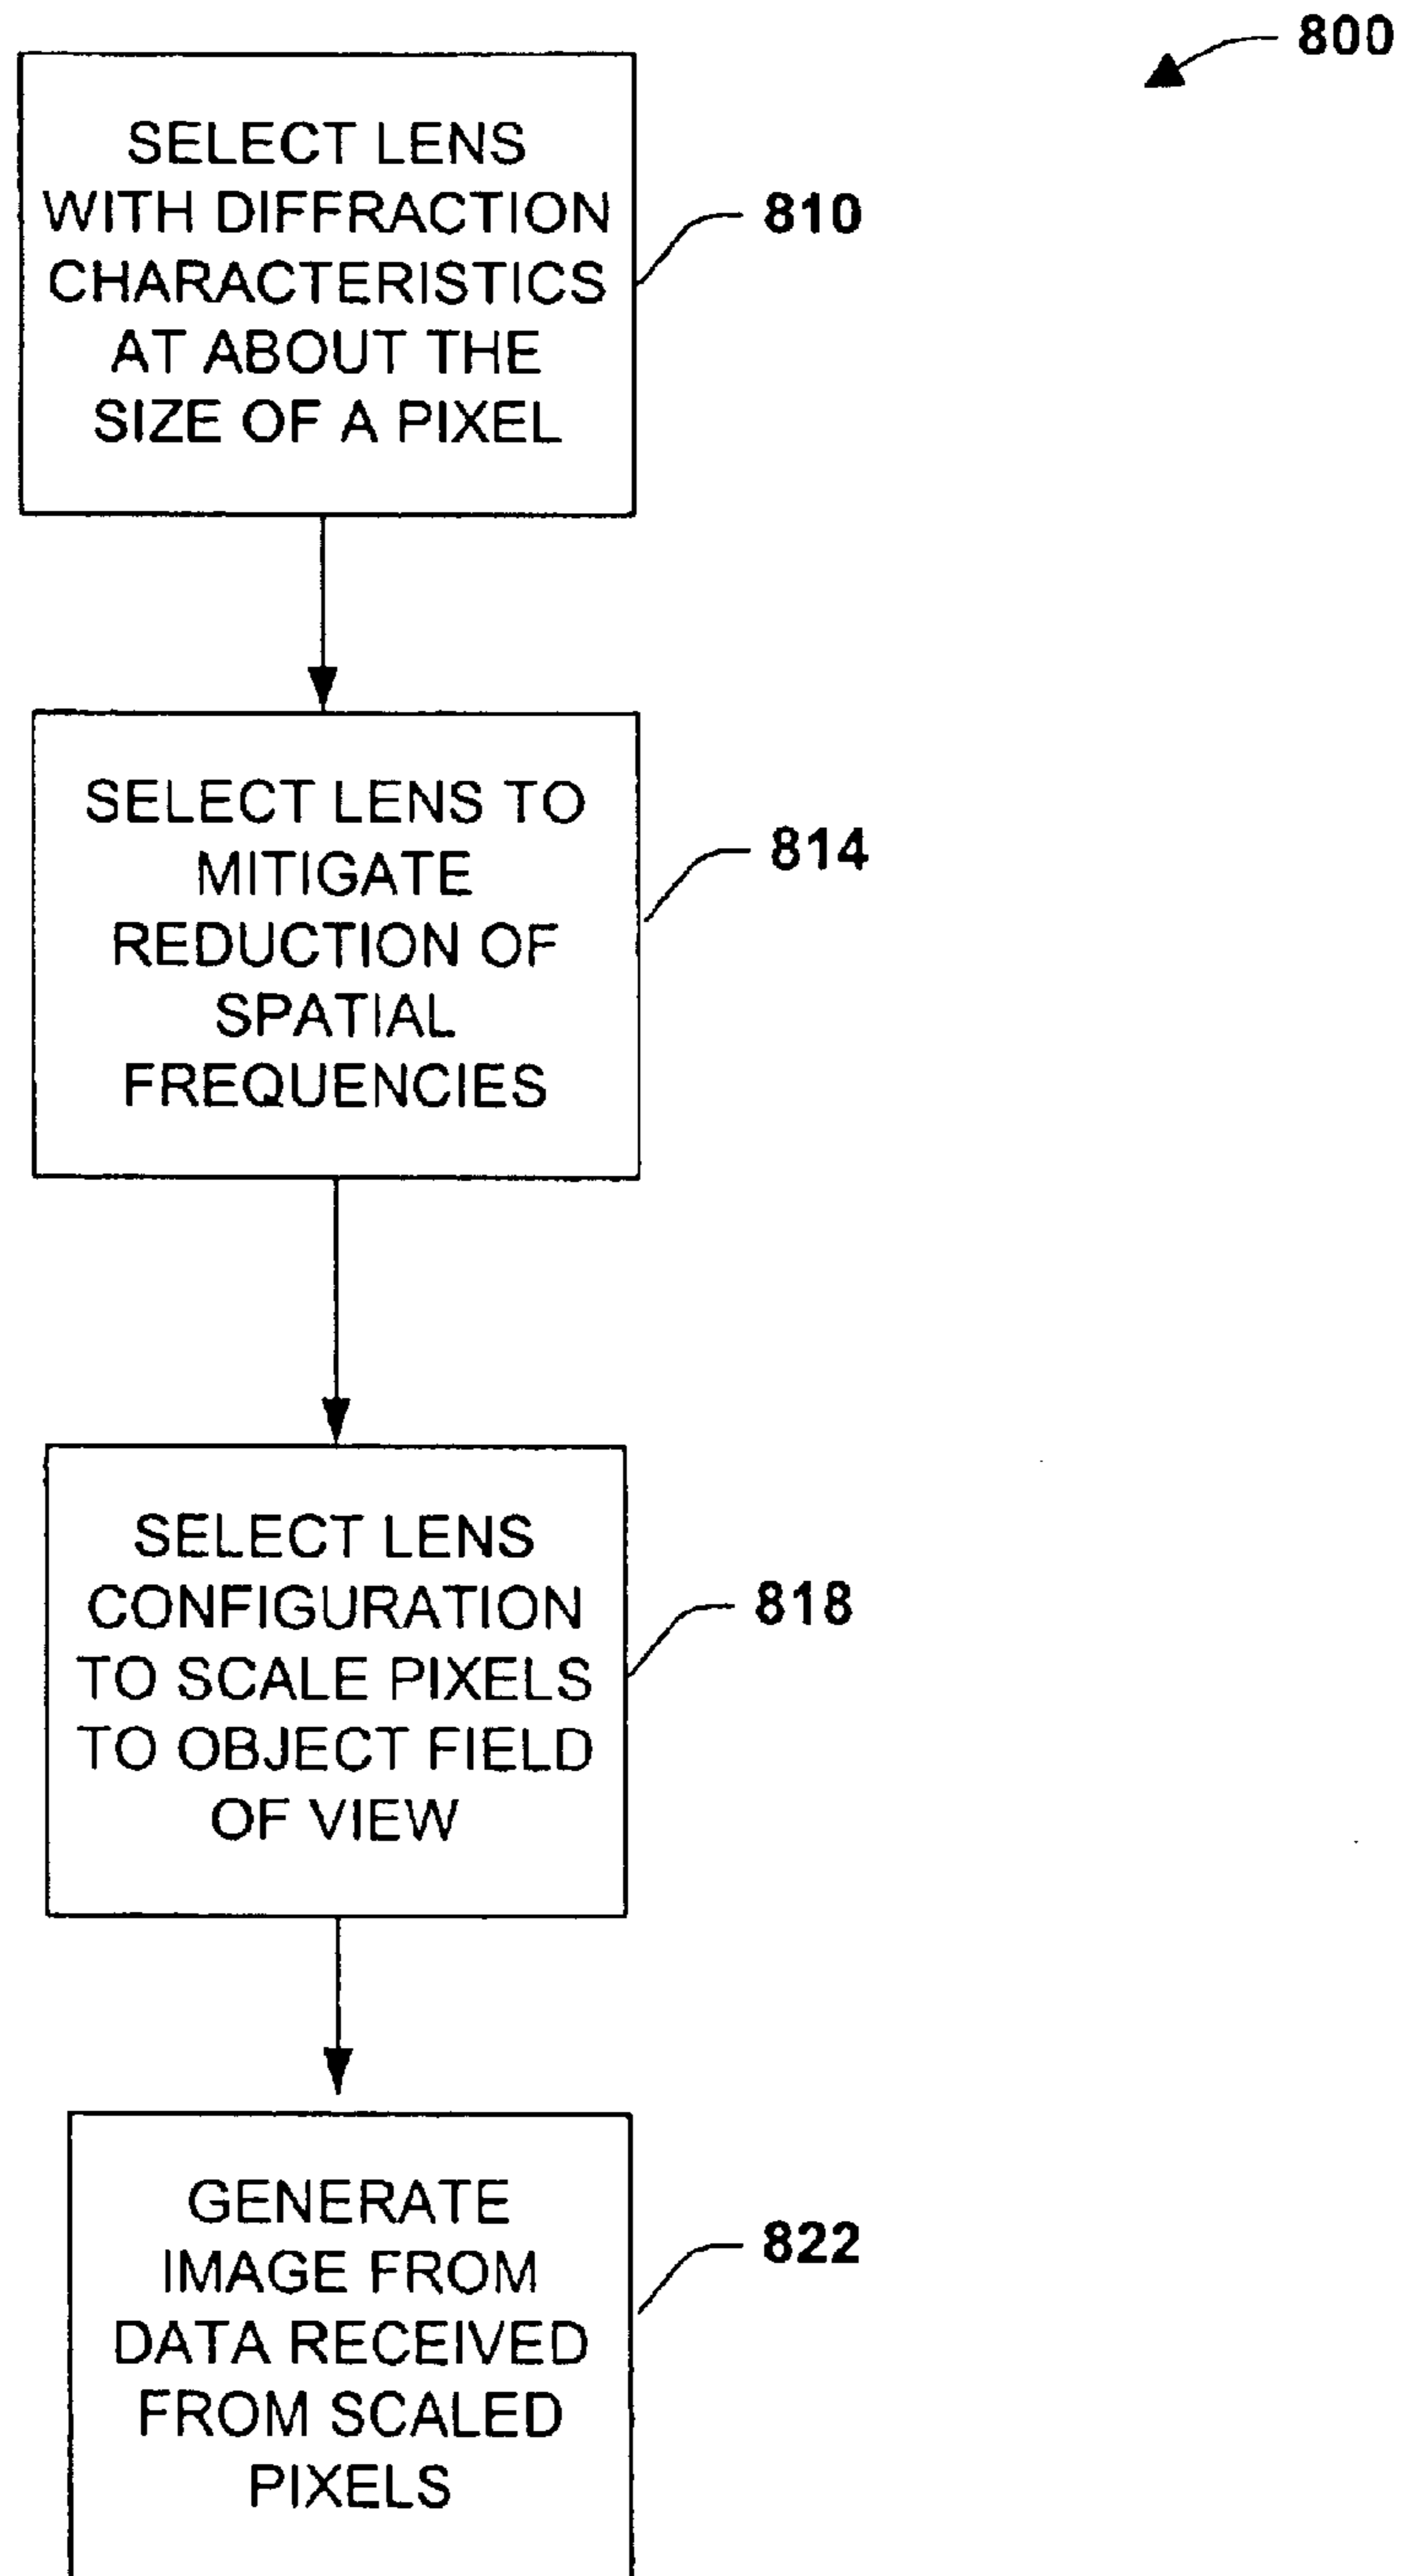 800
SELECT LENS
WITH DIFFRACTION
CHARACTERISTICS
AT ABOUT THE
SIZE OF A PIXEL
810
SELECT LENS TO
MITIGATE
REDUCTION OF
SPATIAL
FREQUENCIES
814
SELECT LENS
CONFIGURATION
TO SCALE PIXELS
TO OBJECT FIELD
OF VIEW
818
GENERATE
IMAGE FROM
DATA RECEIVED
FROM SCALED
PIXELS
822